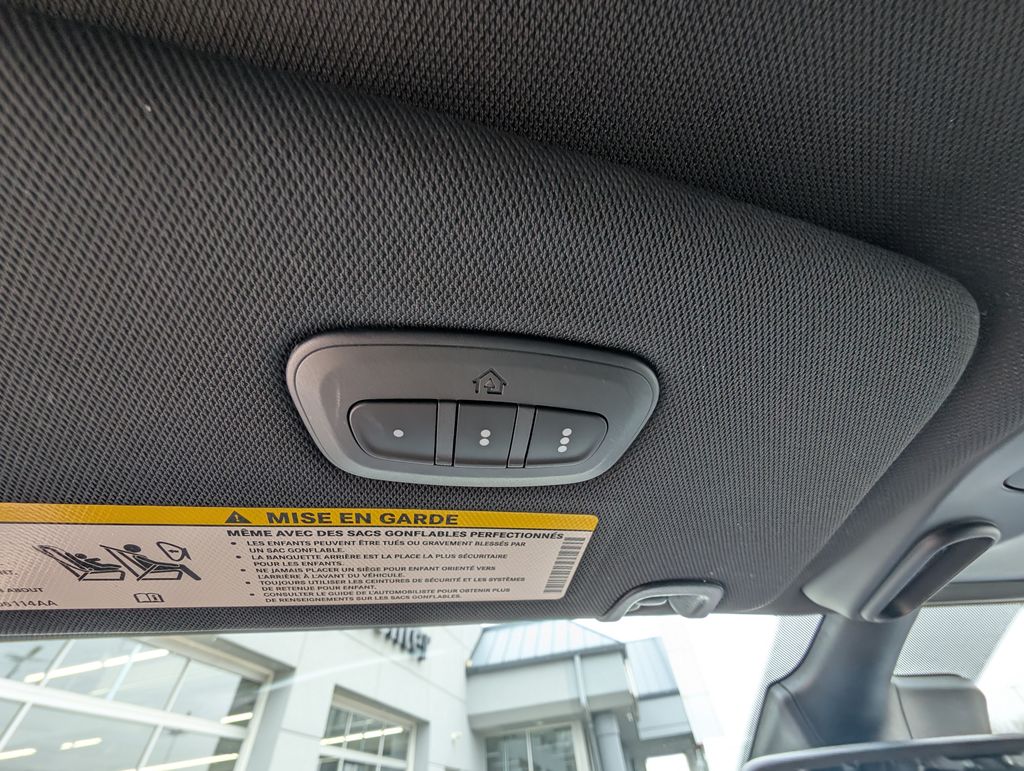 MISE EN GARDE
MÊME AVEC DES SACS GONFLABLES PERFECTIONNÉS
• LES ENFANTS PEUVENT ÊTRE TUÉS OU GRAVEMENT BLESSÉS PAR
UN SAC GONFLABLE.
• LA BANQUETTE ARRIÈRE EST LA PLACE LA PLUS SÉCURITAIRE
POUR LES ENFANTS.
• NE JAMAIS PLACER UN SIÈGE POUR ENFANT ORIENTÉ VERS
L'ARRIÈRE À L'AVANT DU VÉHICULE.
• TOUJOURS UTILISER LES CEINTURES DE SÉCURITÉ ET LES SYSTÈMES
DE RETENUE POUR ENFANT.
• CONSULTER LE GUIDE DE L'AUTOMOBILISTE POUR OBTENIR PLUS
DE RENSEIGNEMENTS SUR LES SACS GONFLABLES.
ABOUT